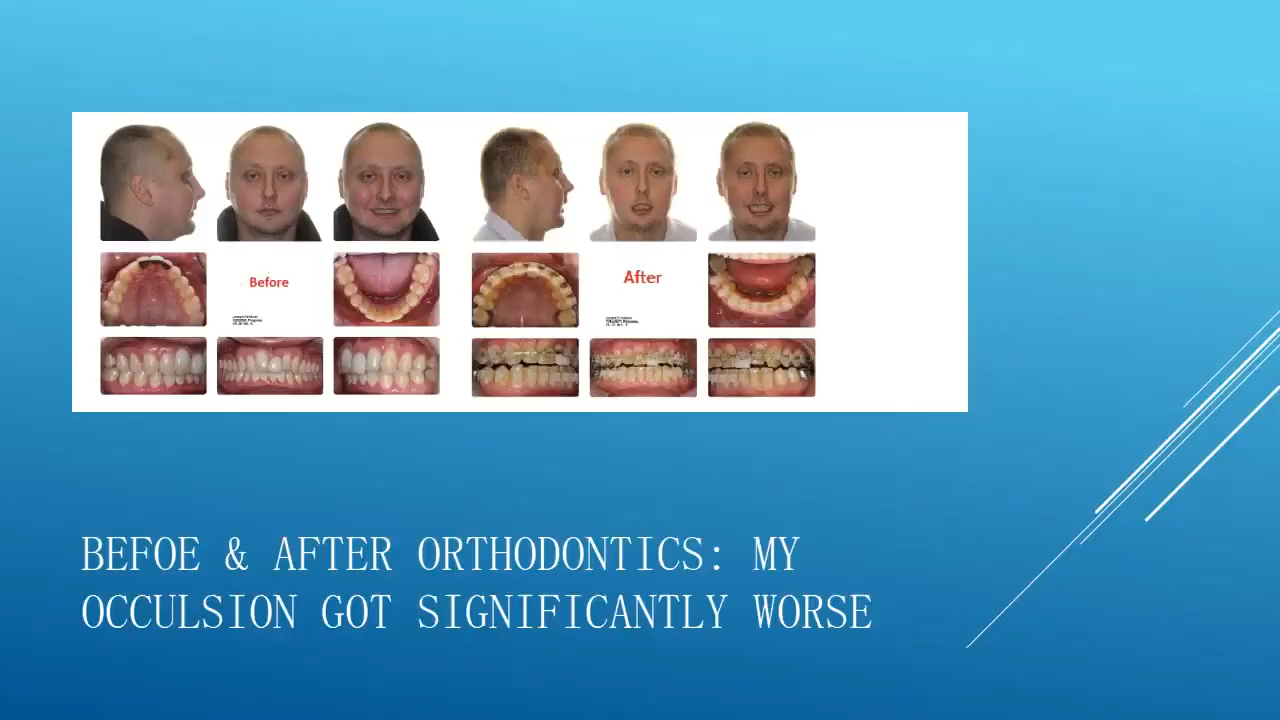 Before
After
BEFOE & AFTER ORTHODONTICS: MY
OCCULSION GOT SIGNIFICANTLY WORSE